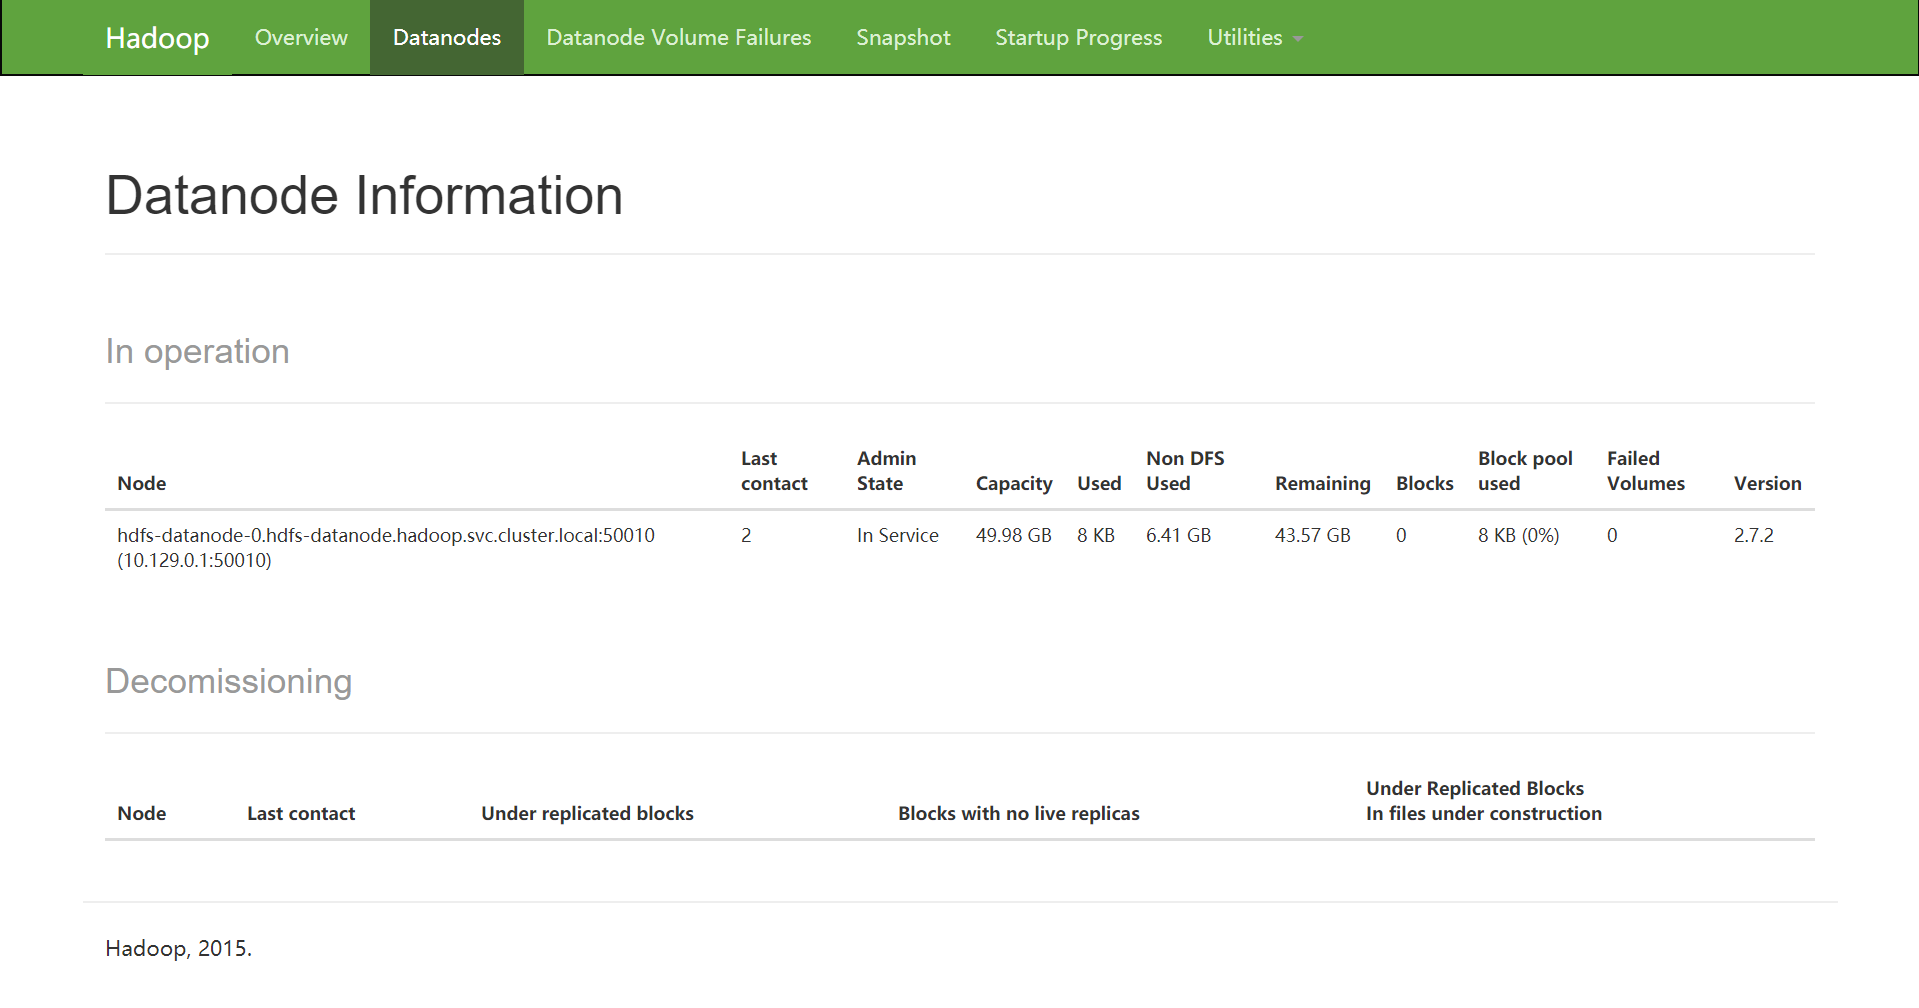 Hadoop Overview Datanodes Datanode Volume Failures Snapshot Startup Progress Utilities
Datanode Information
In operation
Node Last contact Admin State Capacity Used Non DFS Used Remaining Blocks Block pool used Failed Volumes Version
hdfs-datanode-0.hdfs-datanode.hadoop.svc.cluster.local:50010 2 In Service 49.98 GB 8 KB 6.41 GB 43.57 GB 0 8 KB (0%) 0 2.7.2
(10.129.0.1:50010)
Decomissioning
Node Last contact Under replicated blocks Blocks with no live replicas Under Replicated Blocks
In files under construction
Hadoop, 2015.